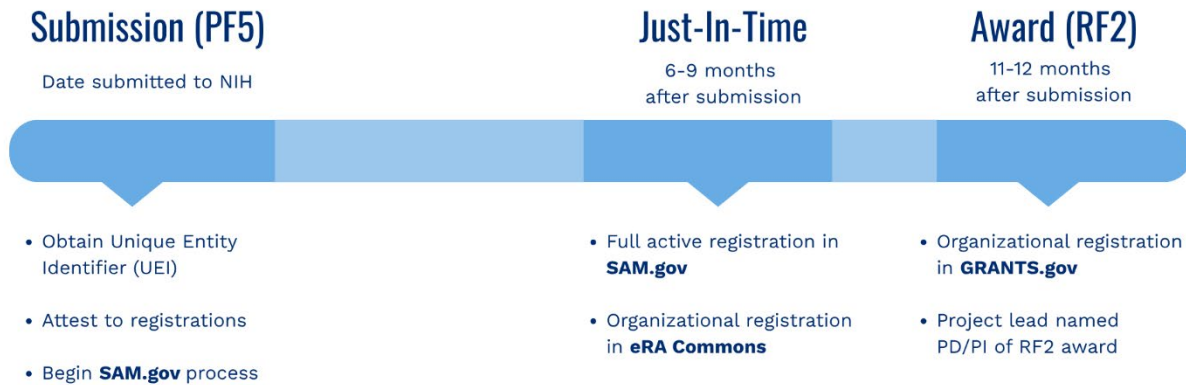 Submission (PF5)
Date submitted to NIH
• Obtain Unique Entity
Identifier (UEI)
• Attest to registrations
• Begin SAM.gov process
Just-In-Time
6-9 months
after submission
• Full active registration in
SAM.gov
• Organizational registration
in eRA Commons
Award (RF2)
11-12 months
after submission
• Organizational registration
in GRANTS.gov
• Project lead named
PD/PI of RF2 award